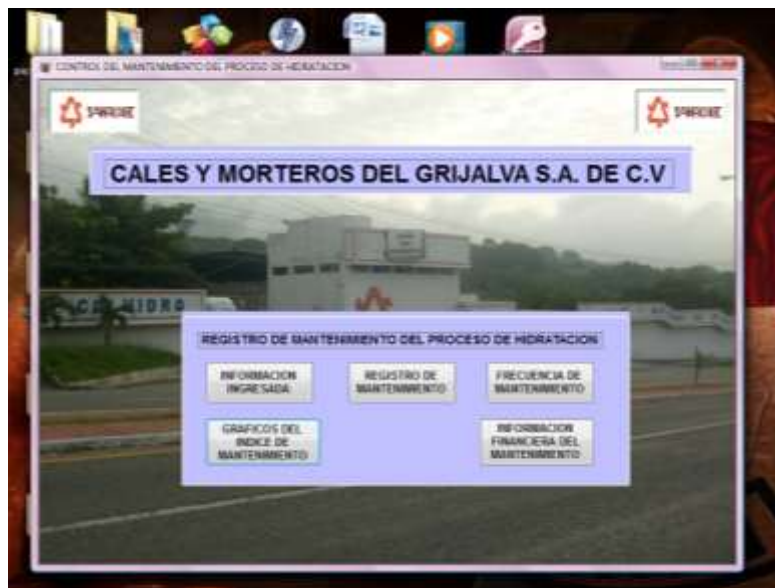 CONTROL DEL MANTENIMIENTO DEL PROCESO DE HIDRATACION
CALES Y MORTEROS DEL GRIJALVA S.A. DE C.V
CALHIDRA
REGISTRO DE MANTENIMIENTO DEL PROCESO DE HIDRATACION
INFORMACION
INGRESADA
REGISTRO DE
MANTENIMIENTO
FRECUENCIA DE
MANTENIMIENTO
GRAFICOS DEL
INDICE DE
MANTENIMIENTO
INFORMACION
FINANCIERA DEL
MANTENIMIENTO